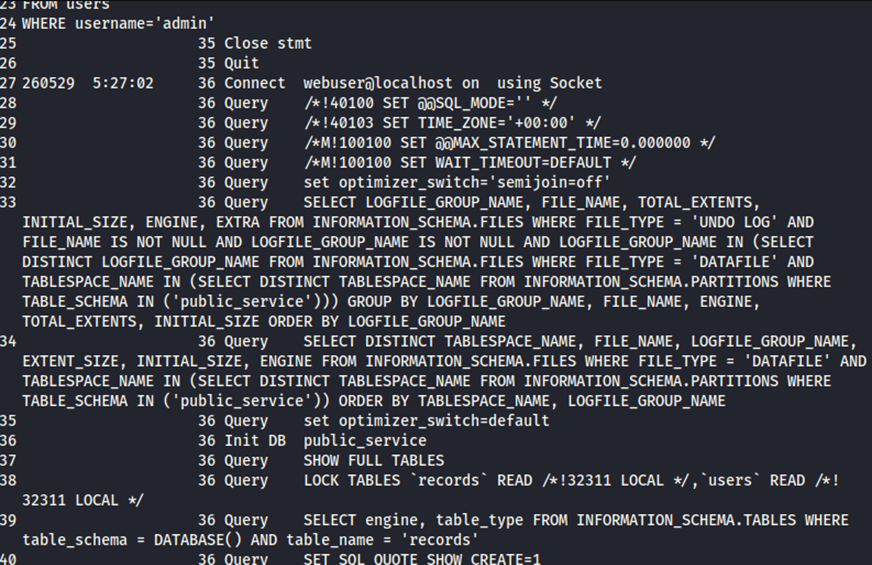 23 FROM users
24 WHERE username='admin'
25 35 Close stmt
26 35 Quit
27 260529  5:27:02 36 Connect webuser@localhost on  using Socket
28 36 Query /*!40100 SET @@SQL_MODE='' */
29 36 Query /*!40103 SET TIME_ZONE='+00:00' */
30 36 Query /*M!100100 SET @@MAX_STATEMENT_TIME=0.000000 */
31 36 Query /*M!100100 SET WAIT_TIMEOUT=DEFAULT */
32 36 Query set optimizer_switch='semijoin=off'
33 36 Query SELECT LOGFILE_GROUP_NAME, FILE_NAME, TOTAL_EXTENTS,
INITIAL_SIZE, ENGINE, EXTRA FROM INFORMATION_SCHEMA.FILES WHERE FILE_TYPE = 'UNDO LOG' AND
FILE_NAME IS NOT NULL AND LOGFILE_GROUP_NAME IS NOT NULL AND LOGFILE_GROUP_NAME IN (SELECT
DISTINCT LOGFILE_GROUP_NAME FROM INFORMATION_SCHEMA.FILES WHERE FILE_TYPE = 'DATAFILE' AND
TABLESPACE_NAME IN (SELECT DISTINCT TABLESPACE_NAME FROM INFORMATION_SCHEMA.PARTITIONS WHERE
TABLE_SCHEMA IN ('public_service'))) GROUP BY LOGFILE_GROUP_NAME, FILE_NAME, ENGINE,
TOTAL_EXTENTS, INITIAL_SIZE ORDER BY LOGFILE_GROUP_NAME
34 36 Query SELECT DISTINCT TABLESPACE_NAME, FILE_NAME, LOGFILE_GROUP_NAME,
EXTENT_SIZE, INITIAL_SIZE, ENGINE FROM INFORMATION_SCHEMA.FILES WHERE FILE_TYPE = 'DATAFILE' AND
TABLESPACE_NAME IN (SELECT DISTINCT TABLESPACE_NAME FROM INFORMATION_SCHEMA.PARTITIONS WHERE
TABLE_SCHEMA IN ('public_service')) ORDER BY TABLESPACE_NAME, LOGFILE_GROUP_NAME
35 36 Query set optimizer_switch=default
36 36 Init DB public_service
37 36 Query SHOW FULL TABLES
38 36 Query LOCK TABLES `records` READ /*!32311 LOCAL */,`users` READ /*!
32311 LOCAL */
39 36 Query SELECT engine, table_type FROM INFORMATION_SCHEMA.TABLES WHERE
table_schema = DATABASE() AND table_name = 'records'
40 36 Query SET SQL_QUOTE_SHOW_CREATE=1